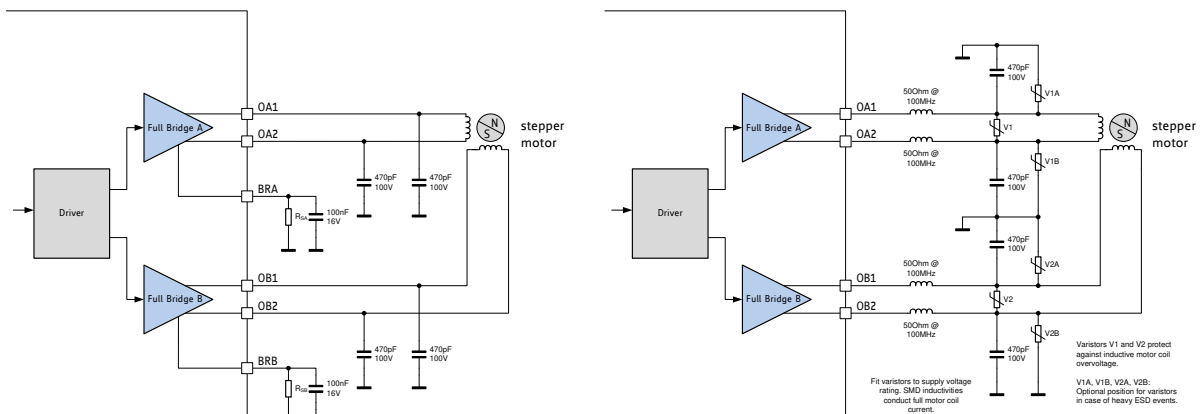 Driver
Full Bridge A
OA1
OA2
N
S
stepper
motor
470pF
100V
470pF
100V
BRA
RSA
100nF
16V
OB1
Full Bridge B
OB2
470pF
100V
470pF
100V
BRB
RSB
100nF
16V
Driver
Full Bridge A
OA1
50Ohm @
100MHz
470pF
100V
V1A
V1
OA2
50Ohm @
100MHz
N
S
stepper
motor
V1B
470pF
100V
470pF
100V
V2A
OB1
50Ohm @
100MHz
Full Bridge B
V2
OB2
50Ohm @
100MHz
V2B
470pF
100V
Fit varistors to supply voltage
rating. SMD inductivities
conduct full motor coil
current.
Varistors V1 and V2 protect
against inductive motor coil
overvoltage.
V1A, V1B, V2A, V2B:
Optional position for varistors
in case of heavy ESD events.